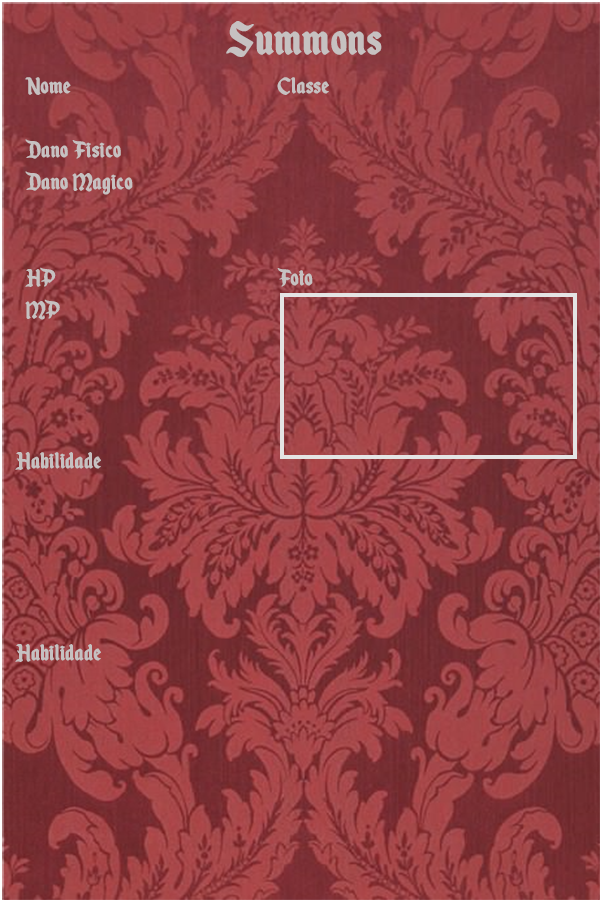 Summons
Nome Classe
Dano Fisico
Dano Magico
HP Foto
MP
Habilidade
Habilidade